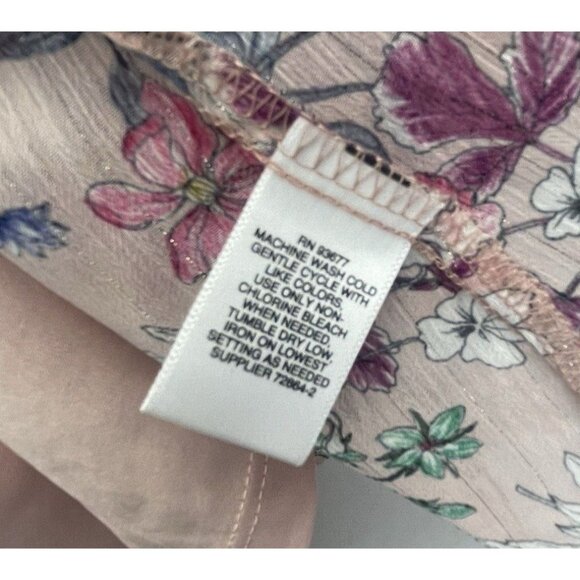 RN 93677
MACHINE WASH COLD
GENTLE CYCLE WITH
LIKE COLORS.
USE ONLY NON-
CHLORINE BLEACH
WHEN NEEDED.
TUMBLE DRY LOW.
IRON ON LOWEST
SETTING AS NEEDED
SUPPLIER 72864-2